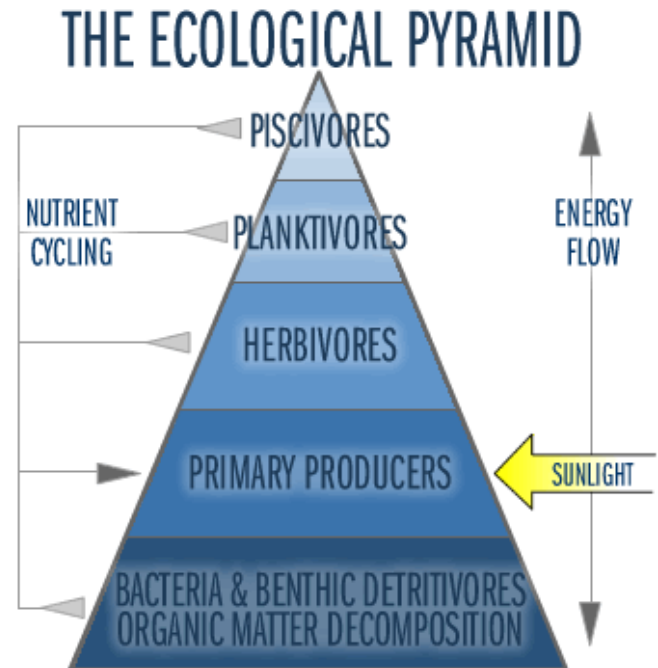 THE ECOLOGICAL PYRAMID
PISCIVORES
NUTRIENT
CYCLING
PLANKTIVORES
ENERGY
FLOW
HERBIVORES
PRIMARY PRODUCERS
SUNLIGHT
BACTERIA & BENTHIC DETRITIVORES
ORGANIC MATTER DECOMPOSITION